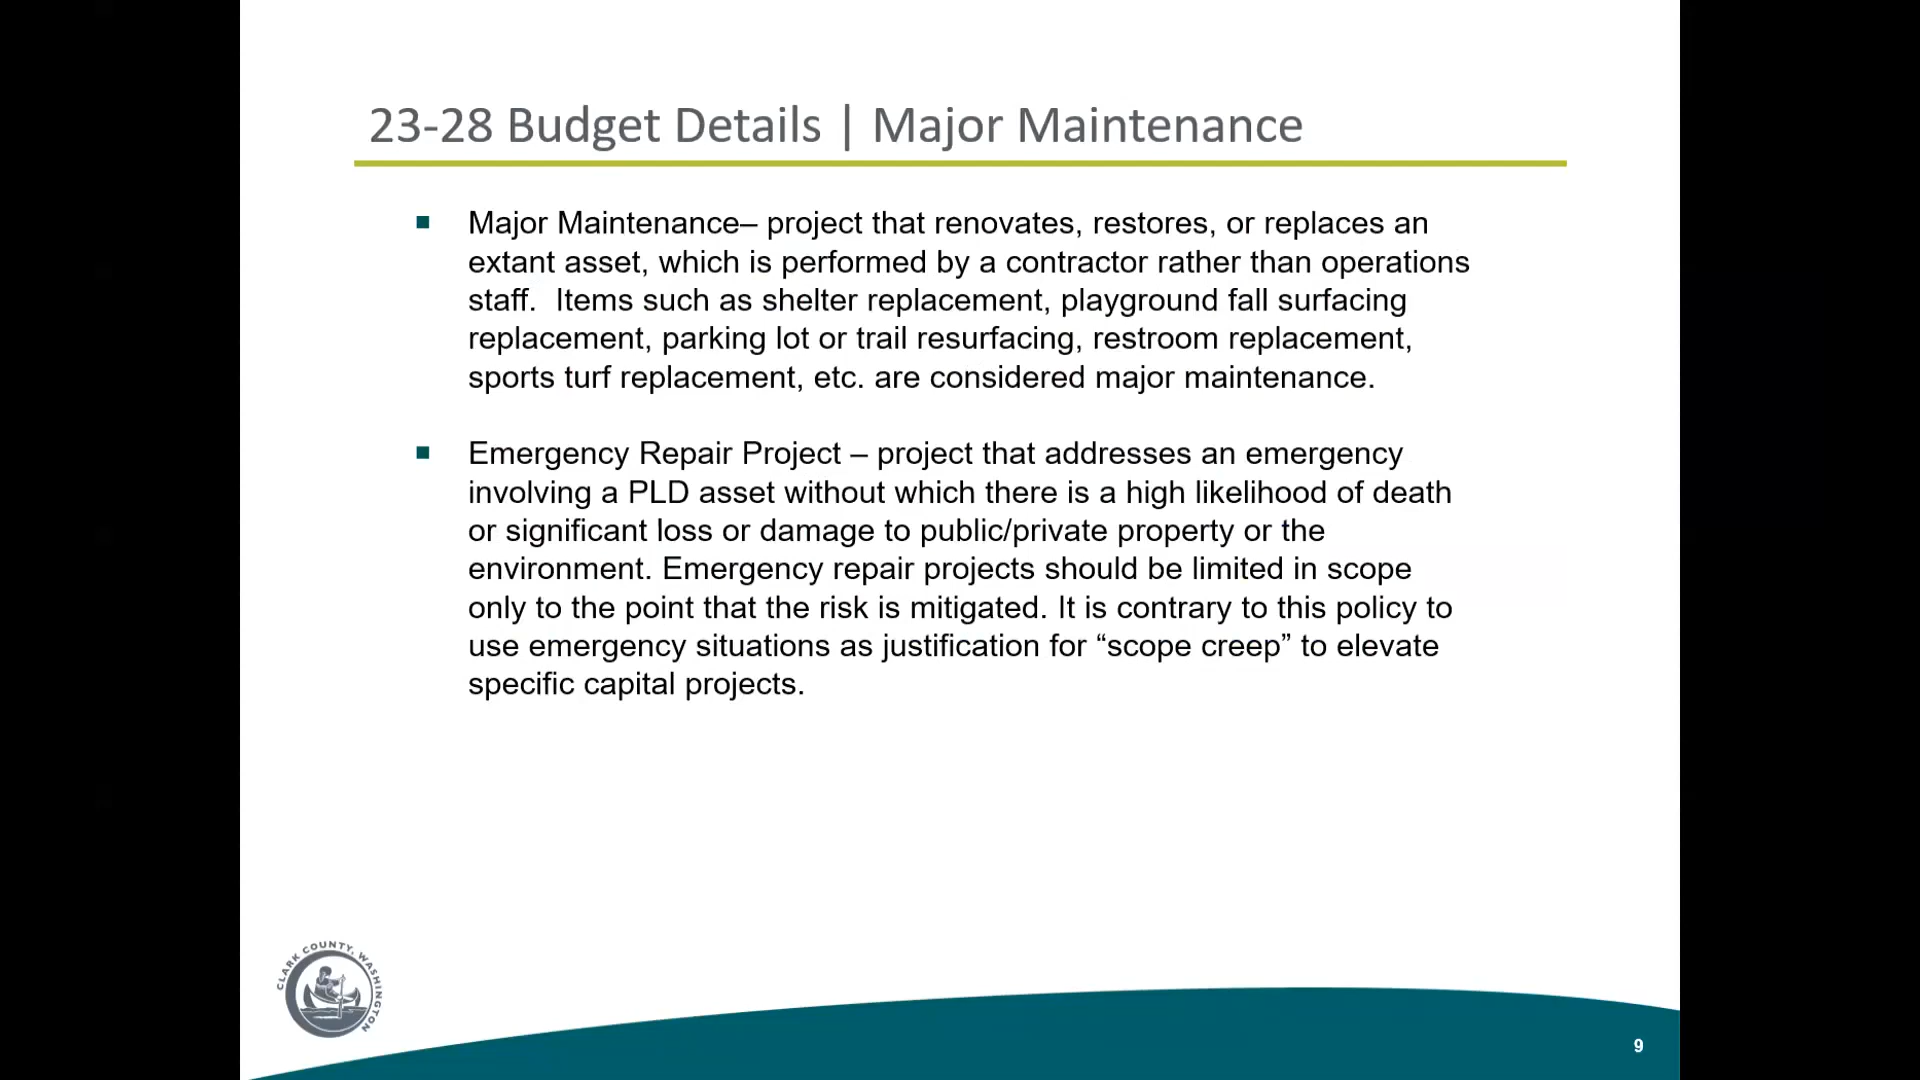 23-28 Budget Details | Major Maintenance
Major Maintenance– project that renovates, restores, or replaces an
extant asset, which is performed by a contractor rather than operations
staff.  Items such as shelter replacement, playground fall surfacing
replacement, parking lot or trail resurfacing, restroom replacement,
sports turf replacement, etc. are considered major maintenance.
Emergency Repair Project – project that addresses an emergency
involving a PLD asset without which there is a high likelihood of death
or significant loss or damage to public/private property or the
environment. Emergency repair projects should be limited in scope
only to the point that the risk is mitigated. It is contrary to this policy to
use emergency situations as justification for “scope creep” to elevate
specific capital projects.
CLARK COUNTY, WASHINGTON
9